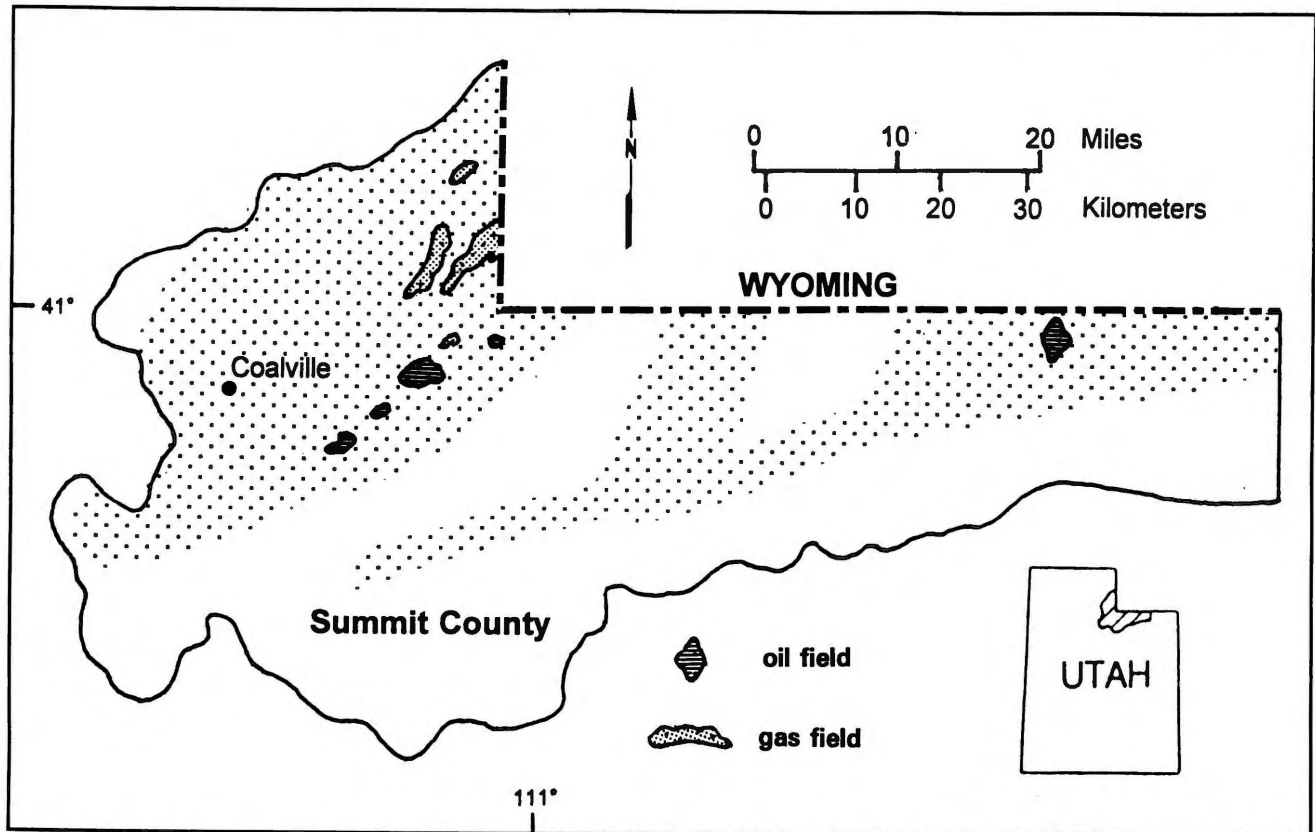 N
0 10 20 Miles
0 10 20 30 Kilometers
WYOMING
41°
Coalville
Summit County
oil field
gas field
UTAH
111°